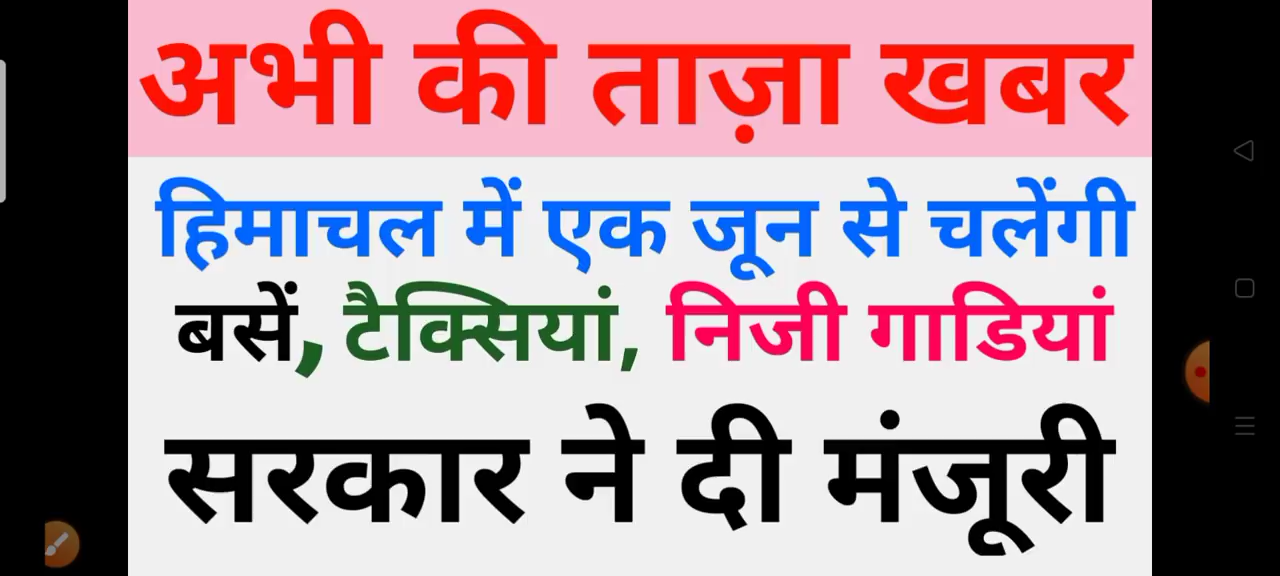 अभी की ताज़ा खबर
हिमाचल में एक जून से चलेंगी
बसें, टैक्सियां, निजी गाडियां
सरकार ने दी मंजूरी